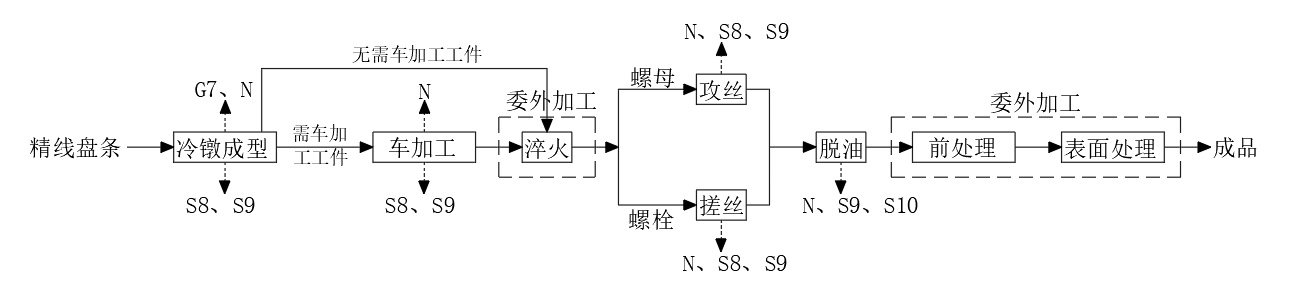 N、S8、S9
无需车加工工件
G7、N
N
螺母
攻丝
委外加工
委外加工
需车加
工工件
精线盘条
冷镦成型
车加工
淬火
脱油
前处理
表面处理
成品
S8、S9
S8、S9
螺栓
搓丝
N、S9、S10
N、S8、S9